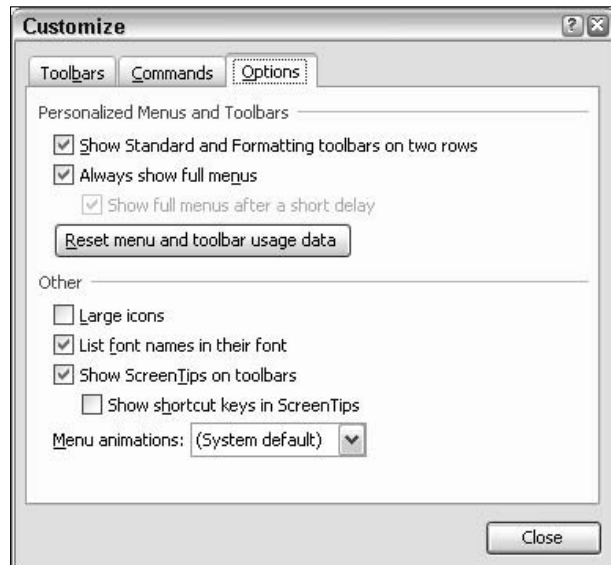 Customize
Toolbars Commands Options
Personalized Menus and Toolbars
Show Standard and Formatting toolbars on two rows
Always show full menus
Show full menus after a short delay
Reset menu and toolbar usage data
Other
Large icons
List font names in their font
Show ScreenTips on toolbars
Show shortcut keys in ScreenTips
Menu animations: (System default)
Close